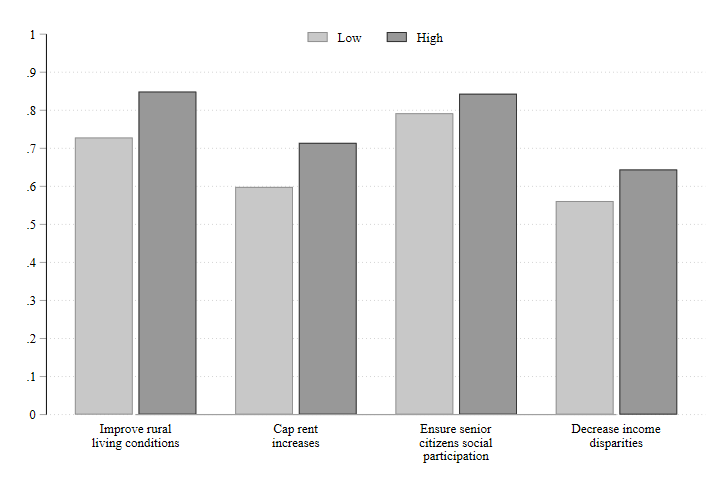 Low High
1
.9
.8
.7
.6
.5
.4
.3
.2
.1
0
Improve rural
living conditions
Cap rent
increases
Ensure senior
citizens social
participation
Decrease income
disparities